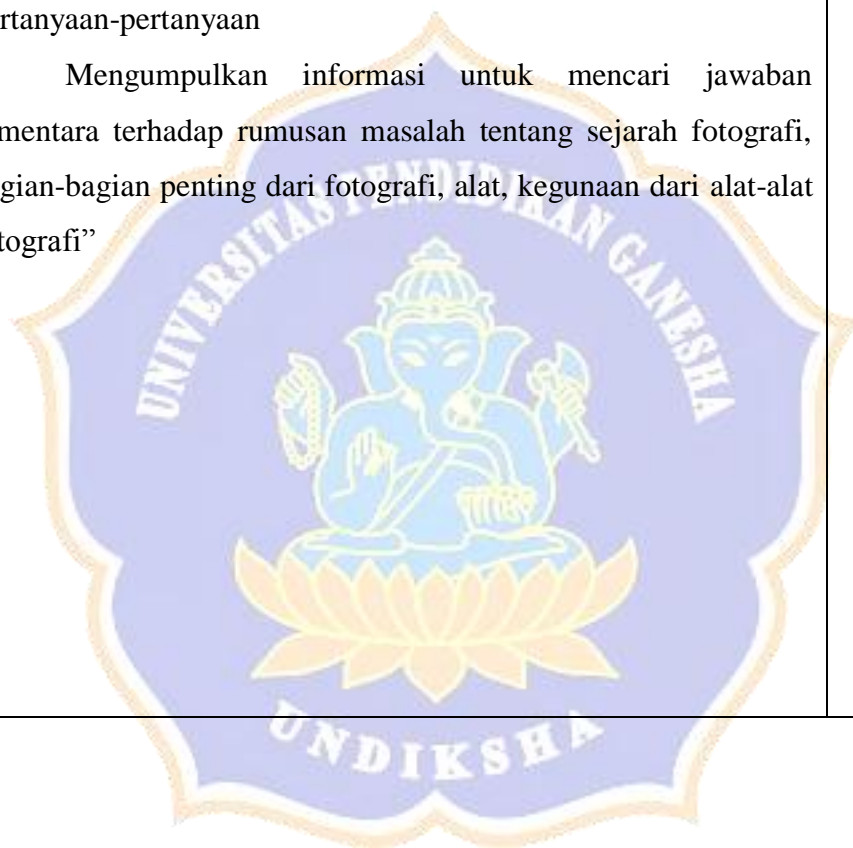 rtanyaan-pertanyaan
Mengumpulkan informasi untuk mencari jawaban
mentara terhadap rumusan masalah tentang sejarah fotografi,
gian-bagian penting dari fotografi, alat, kegunaan dari alat-alat
tografi”
UNIVERSITAS PENDIDIKAN GANESHA
UNDIKSHA